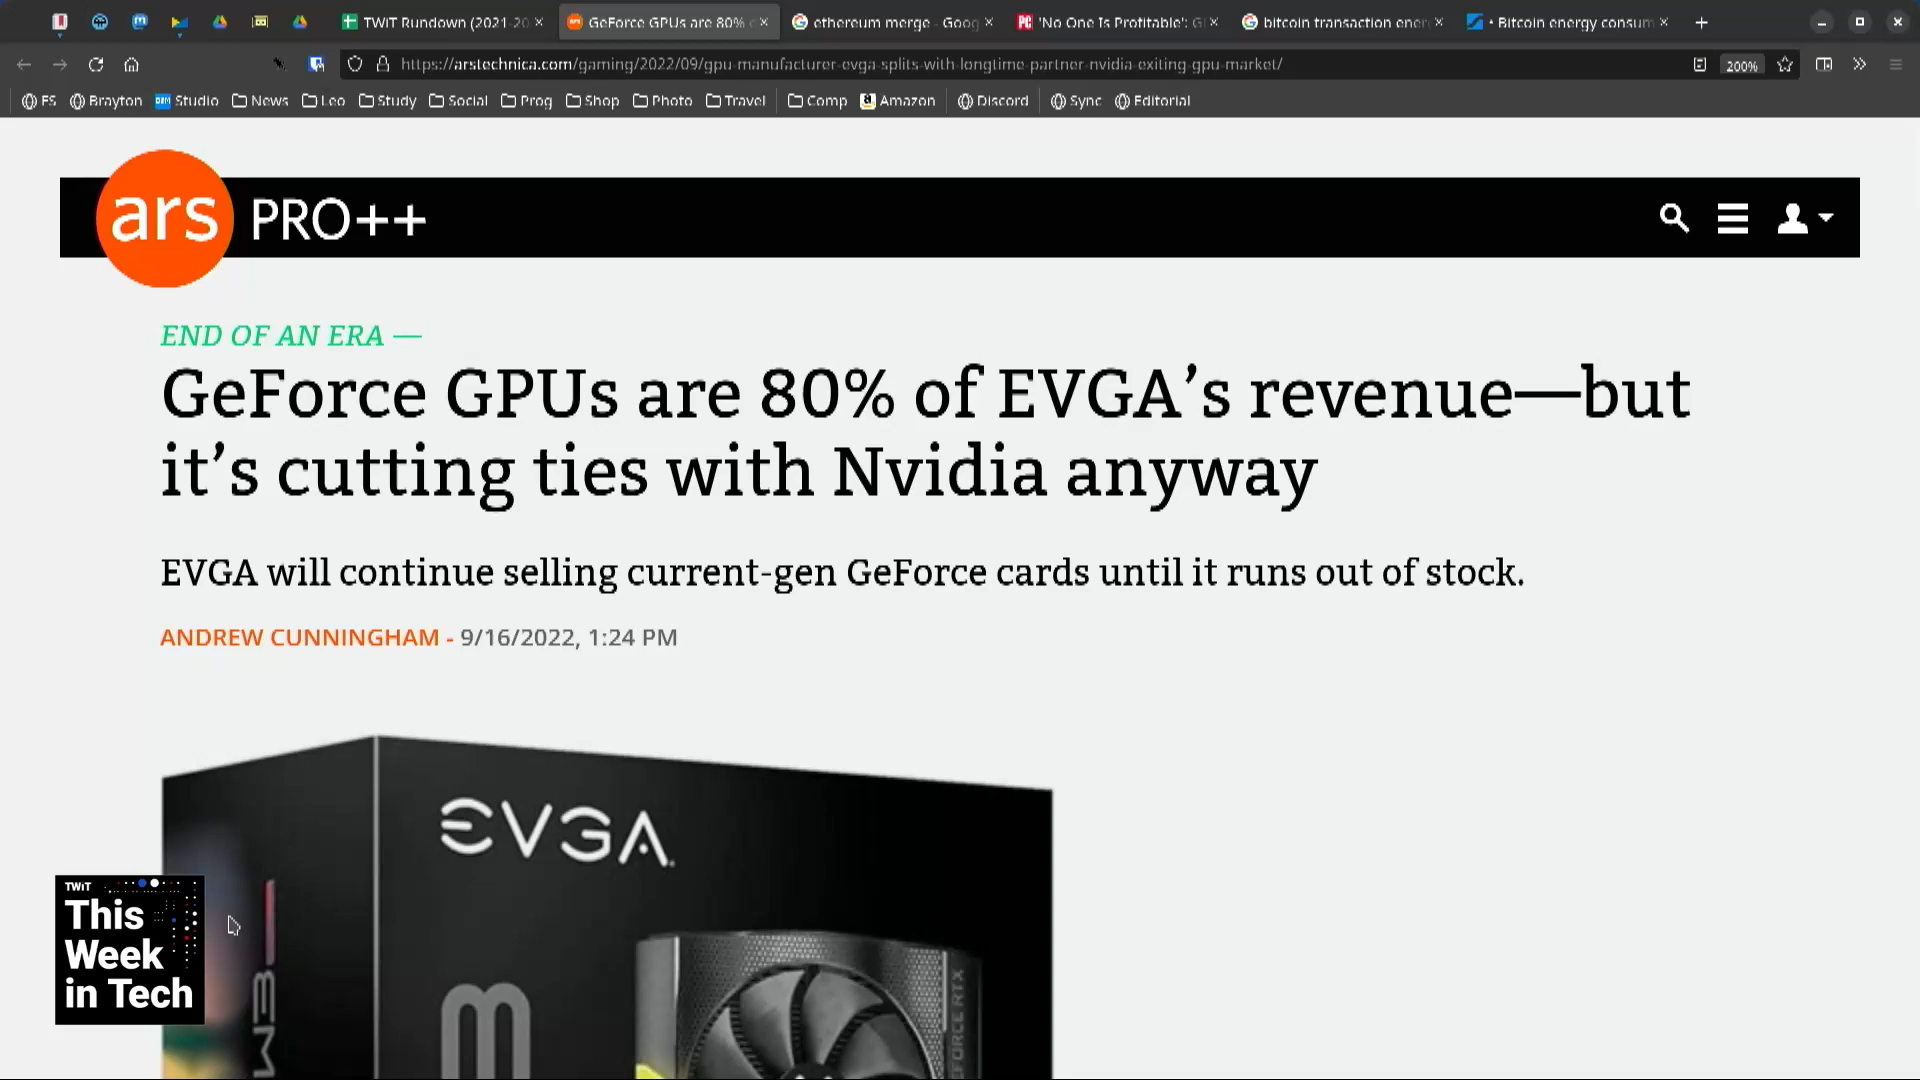 TWiT Rundown (2021-20
GeForce GPUs are 80%
ethereum merge - Goog
'No One Is Profitable': G
bitcoin transaction ener
• Bitcoin energy consum
https://arstechnica.com/gaming/2022/09/gpu-manufacturer-evga-splits-with-longtime-partner-nvidia-exiting-gpu-market/
200%
FS
Brayton
Studio
News
Leo
Study
Social
Prog
Shop
Photo
Travel
Comp
Amazon
Discord
Sync
Editorial
ars PRO++
END OF AN ERA —
GeForce GPUs are 80% of EVGA’s revenue—but
it’s cutting ties with Nvidia anyway
EVGA will continue selling current-gen GeForce cards until it runs out of stock.
ANDREW CUNNINGHAM - 9/16/2022, 1:24 PM
EVGA
GEFORCE RTX
TWiT
This
Week
in Tech